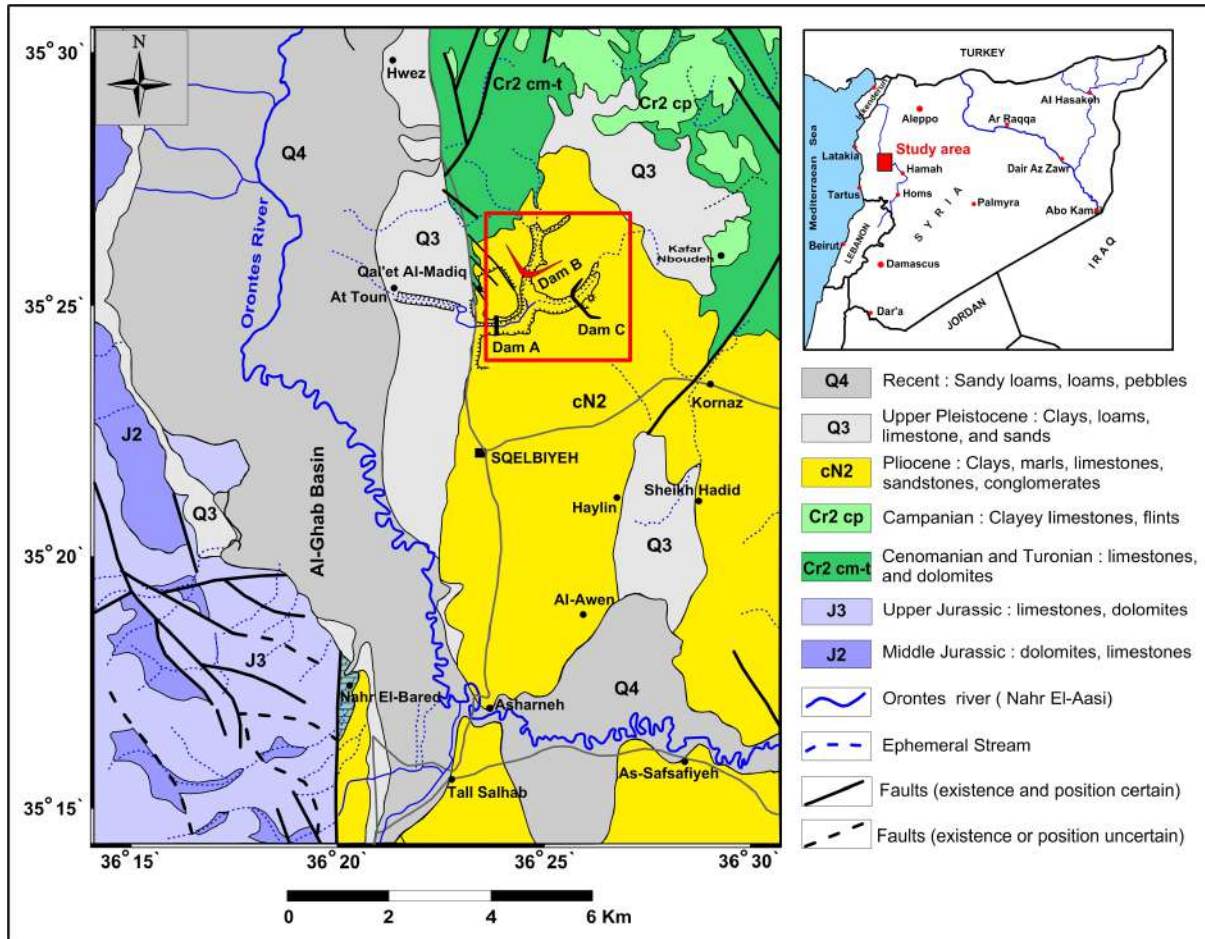 N
35° 30'
35° 25'
35° 20'
35° 15'
36° 15'
36° 20'
36° 25'
36° 30'
Hwez
Cr2 cm-t
Cr2 cp
Q4
Q3
Q3
Orontes River
Qal'et Al-Madiq
At Toun
Dam B
Dam A
Dam C
Kafar
Nboudeh
cN2
Kornaz
J2
SQELBIYEH
Haylin
Sheikh Hadid
Q3
Q3
Al-Ghab Basin
Al-Awen
J3
Q4
Nahr El-Bared
Asharneh
Tall Salhab
As-Safsafiyeh
0 2 4 6 Km
TURKEY
Iskenderun
Aleppo
Al Hasakeh
Ar Raqqa
Study area
Latakia
Hamah
Dair Az Zawr
Tartus
Homs
Palmyra
Abo Kamal
Mediterraean Sea
SYRIA
Beirut
LEBANON
Damascus
IRAQ
Dar'a
JORDAN
Q4 Recent : Sandy loams, loams, pebbles
Q3 Upper Pleistocene : Clays, loams,
limestone, and sands
cN2 Pliocene : Clays, marls, limestones,
sandstones, conglomerates
Cr2 cp Campanian : Clayey limestones, flints
Cr2 cm-t Cenomanian and Turonian : limestones,
and dolomites
J3 Upper Jurassic : limestones, dolomites
J2 Middle Jurassic : dolomites, limestones
Orontes river ( Nahr El-Aasi)
Ephemeral Stream
Faults (existence and position certain)
Faults (existence or position uncertain)